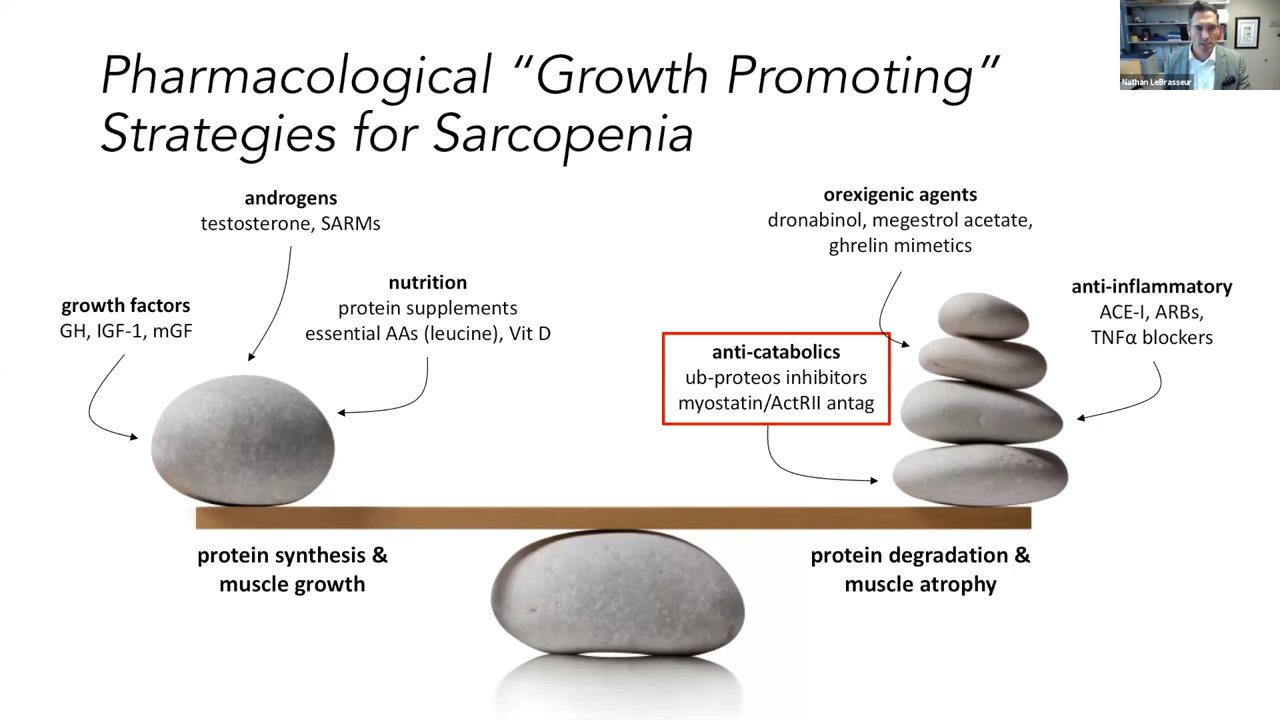 Pharmacological “Growth Promoting”
Strategies for Sarcopenia
Nathan LeBrasseur
androgens
testosterone, SARMs
nutrition
protein supplements
essential AAs (leucine), Vit D
growth factors
GH, IGF-1, mGF
orexigenic agents
dronabinol, megestrol acetate,
ghrelin mimetics
anti-inflammatory
ACE-I, ARBs,
TNFα blockers
anti-catabolics
ub-proteos inhibitors
myostatin/ActRII antag
protein synthesis &
muscle growth
protein degradation &
muscle atrophy